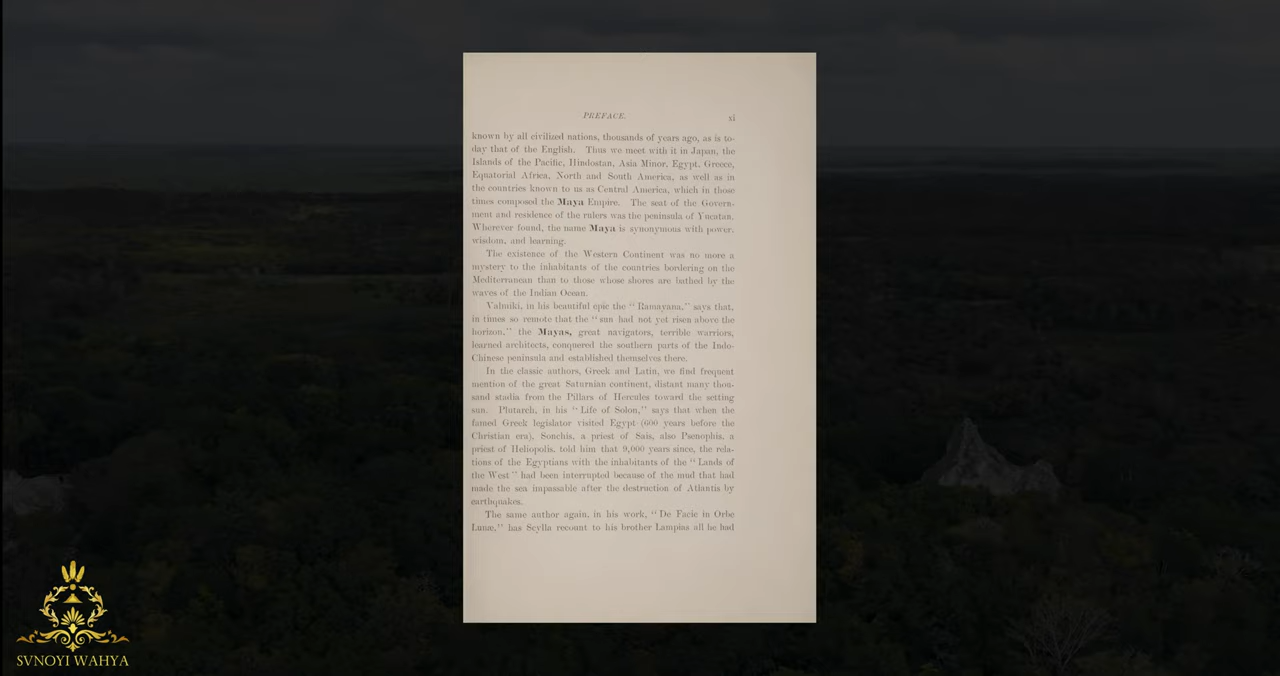 PREFACE. xi
known by all civilized nations, thousands of years ago, as is to-
day that of the English. Thus we meet with it in Japan, the
Islands of the Pacific, Hindostan, Asia Minor, Egypt, Greece,
Equatorial Africa, North and South America, as well as in
the countries known to us as Central America, which in those
times composed the Maya Empire. The seat of the Govern-
ment and residence of the rulers was the peninsula of Yucatan.
Wherever found, the name Maya is synonymous with power,
wisdom, and learning.
The existence of the Western Continent was no more a
mystery to the inhabitants of the countries bordering on the
Mediterranean than to those whose shores are bathed by the
waves of the Indian Ocean.
Valmiki, in his beautiful epic the "Ramayana," says that,
in times so remote that the "sun had not yet risen above the
horizon," the Mayas, great navigators, terrible warriors,
learned architects, conquered the southern parts of the Indo-
Chinese peninsula and established themselves there.
In the classic authors, Greek and Latin, we find frequent
mention of the great Saturnian continent, distant many thou-
sand stadia from the Pillars of Hercules toward the setting
sun. Plutarch, in his "Life of Solon," says that when the
famed Greek legislator visited Egypt (600 years before the
Christian era), Sonchis, a priest of Sais, also Psenophis, a
priest of Heliopolis, told him that 9,000 years since, the rela-
tions of the Egyptians with the inhabitants of the "Lands of
the West" had been interrupted because of the mud that had
made the sea impassable after the destruction of Atlantis by
earthquakes.
The same author again, in his work, "De Facie in Orbe
Lunæ," has Scylla recount to his brother Lampias all he had
SVNOYI WAHYA